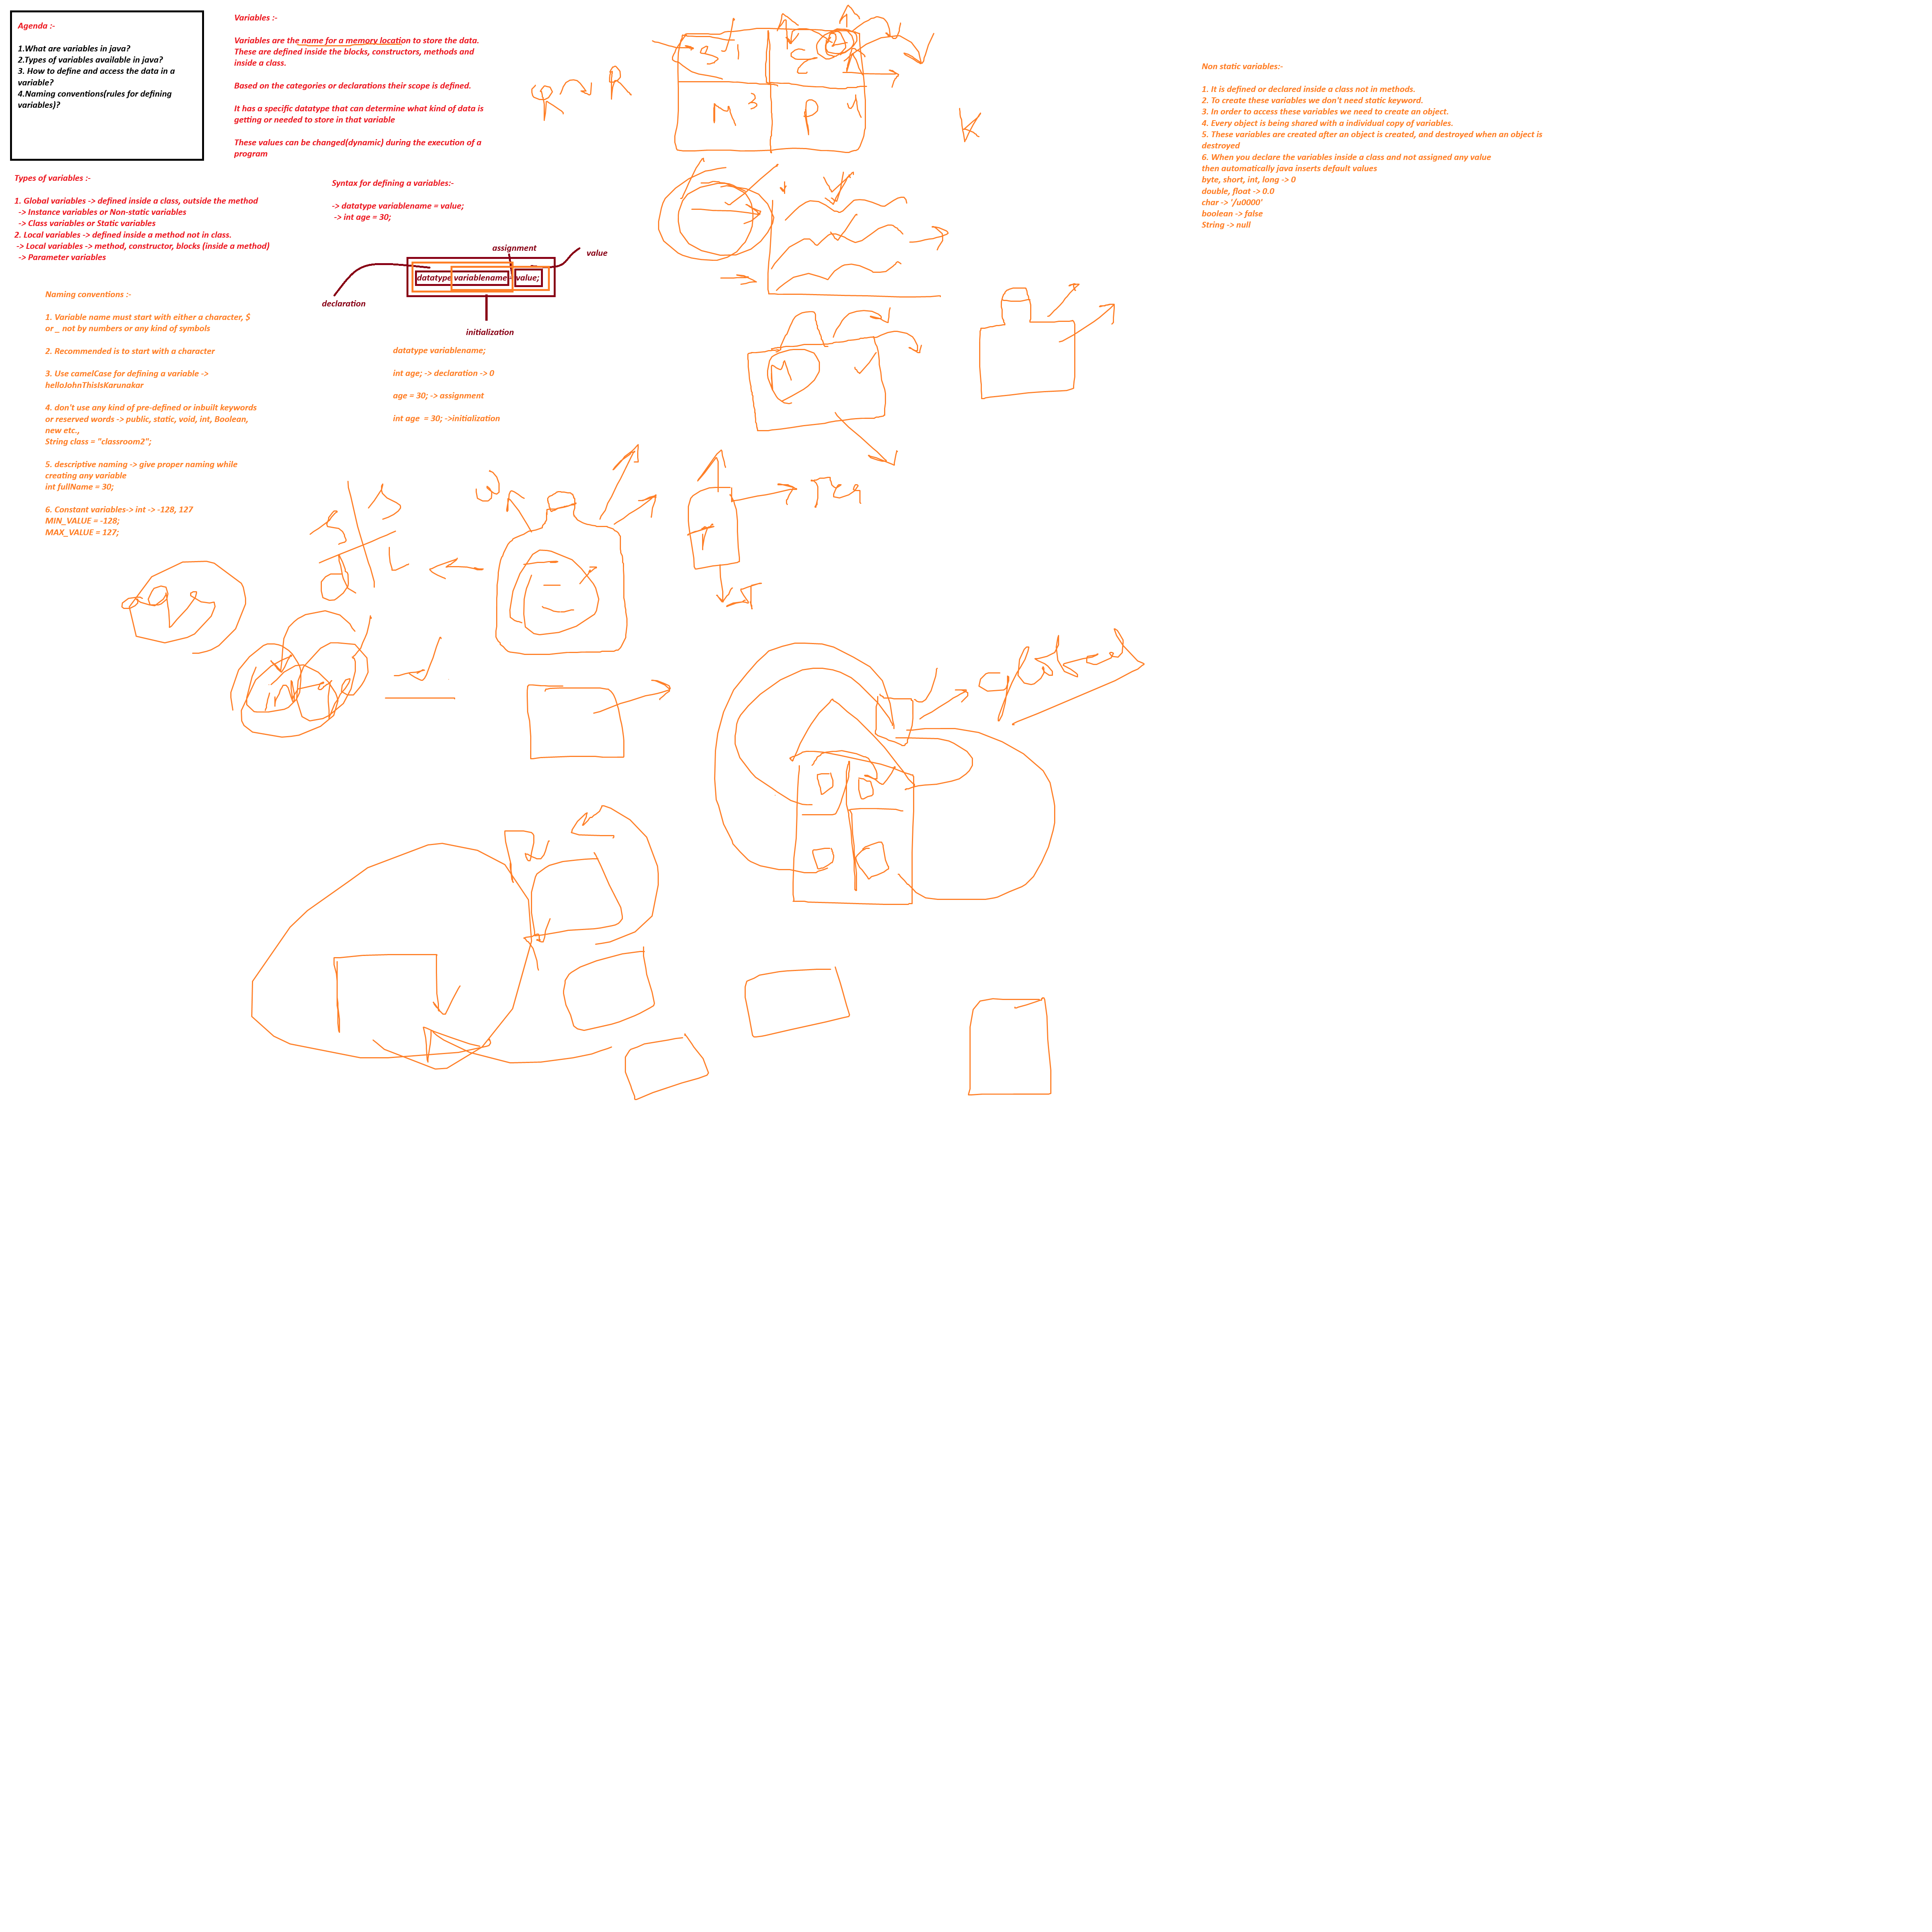 Agenda :-
1.What are variables in java?
2.Types of variables available in java?
3. How to define and access the data in a
variable?
4.Naming conventions(rules for defining
variables)?
Variables :-
Variables are the name for a memory location to store the data.
These are defined inside the blocks, constructors, methods and
inside a class.
Based on the categories or declarations their scope is defined.
It has a specific datatype that can determine what kind of data is
getting or needed to store in that variable
These values can be changed(dynamic) during the execution of a
program
Types of variables :-
1. Global variables -> defined inside a class, outside the method
-> Instance variables or Non-static variables
-> Class variables or Static variables
2. Local variables -> defined inside a method not in class.
-> Local variables -> method, constructor, blocks (inside a method)
-> Parameter variables
Syntax for defining a variables:-
-> datatype variablename = value;
-> int age = 30;
assignment
value
datatype variablename = value;
declaration
initialization
datatype variablename;
int age; -> declaration -> 0
age = 30; -> assignment
int age  = 30; ->initialization
Naming conventions :-
1. Variable name must start with either a character, $
or _ not by numbers or any kind of symbols
2. Recommended is to start with a character
3. Use camelCase for defining a variable ->
helloJohnThisIsKarunakar
4. don't use any kind of pre-defined or inbuilt keywords
or reserved words -> public, static, void, int, Boolean,
new etc.,
String class = "classroom2";
5. descriptive naming -> give proper naming while
creating any variable
int fullName = 30;
6. Constant variables-> int -> -128, 127
MIN_VALUE = -128;
MAX_VALUE = 127;
Non static variables:-
1. It is defined or declared inside a class not in methods.
2. To create these variables we don't need static keyword.
3. In order to access these variables we need to create an object.
4. Every object is being shared with a individual copy of variables.
5. These variables are created after an object is created, and destroyed when an object is
destroyed
6. When you declare the variables inside a class and not assigned any value
then automatically java inserts default values
byte, short, int, long -> 0
double, float -> 0.0
char -> '/u0000'
boolean -> false
String -> null
R
S 1
C 2
M 3
P 4
K